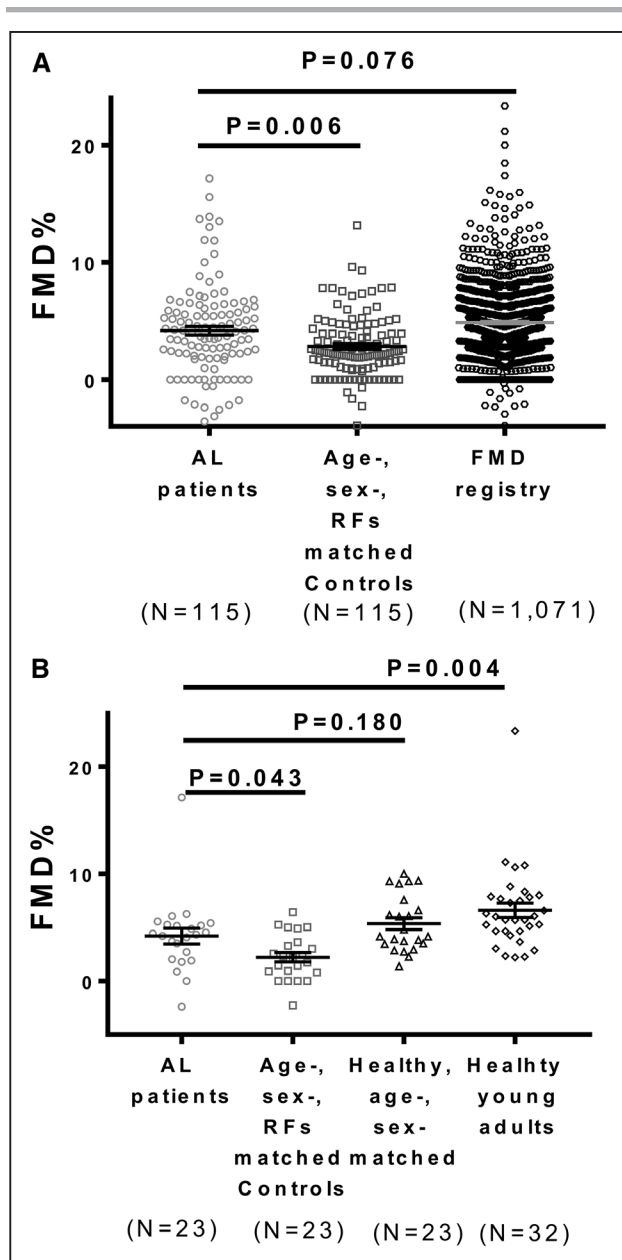 A
P=0.076
P=0.006
20
10
0
FMD%
AL
patients
Age-,
sex-,
RFs
matched
Controls
FMD
registry
(N=115)
(N=115)
(N=1,071)
B
P=0.004
P=0.180
P=0.043
20
10
0
FMD%
AL
patients
Age-,
sex-,
RFs
matched
Controls
Healthy,
age-,
sex-
matched
Healhty
young
adults
(N=23)
(N=23)
(N=23)
(N=32)